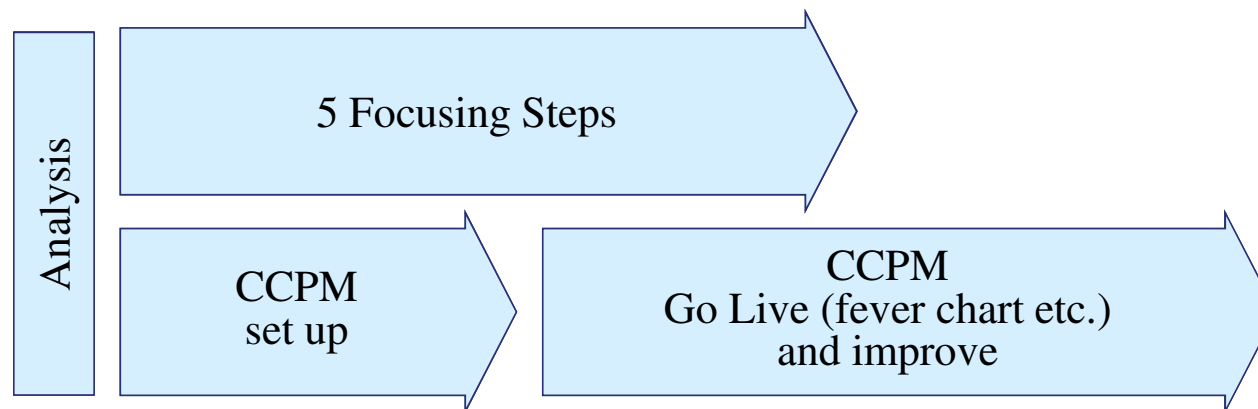 Analysis
5 Focusing Steps
CCPM
set up
CCPM
Go Live (fever chart etc.)
and improve